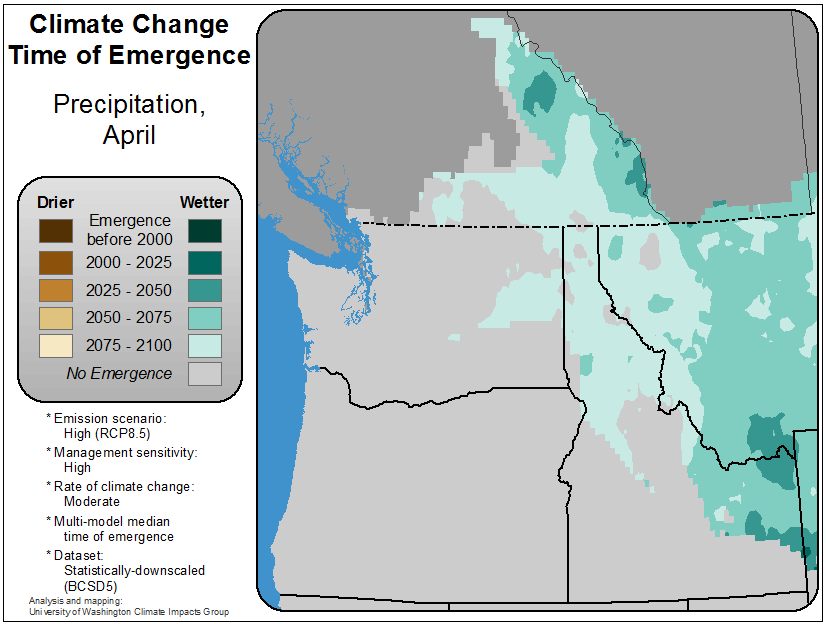 Climate Change
Time of Emergence
Precipitation,
April
Drier
Wetter
Emergence
before 2000
2000 - 2025
2025 - 2050
2050 - 2075
2075 - 2100
No Emergence
* Emission scenario:
High (RCP8.5)
* Management sensitivity:
High
* Rate of climate change:
Moderate
* Multi-model median
time of emergence
* Dataset:
Statistically-downscaled
(BCSD5)
Analysis and mapping:
University of Washington Climate Impacts Group